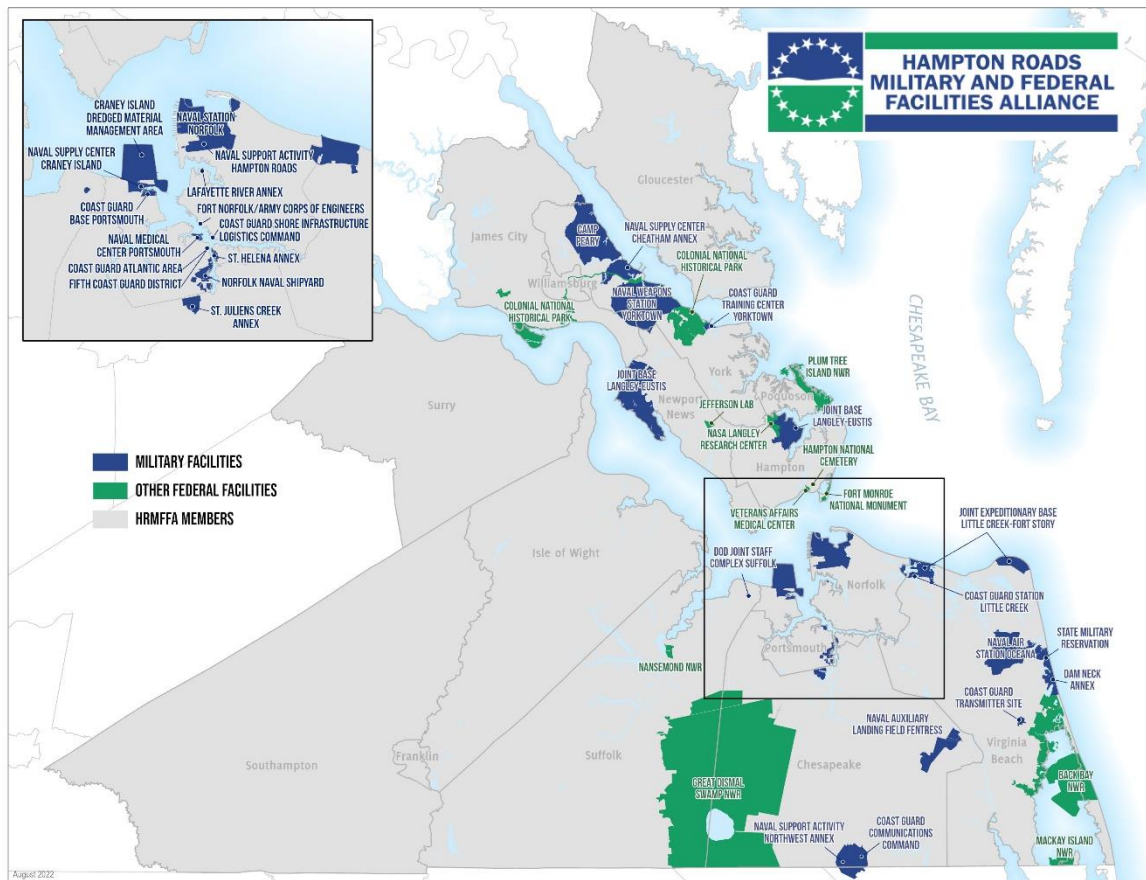 HAMPTON ROADS
MILITARY AND FEDERAL
FACILITIES ALLIANCE
CRANEY ISLAND
DREDGED MATERIAL
MANAGEMENT AREA
NAVAL STATION
NORFOLK
NAVAL SUPPORT ACTIVITY
HAMPTON ROADS
NAVAL SUPPLY CENTER
CRANEY ISLAND
LAFAYETTE RIVER ANNEX
COAST GUARD
BASE PORTSMOUTH
FORT NORFOLK/ARMY CORPS OF ENGINEERS
COAST GUARD SHORE INFRASTRUCTURE
LOGISTICS COMMAND
NAVAL MEDICAL
CENTER PORTSMOUTH
ST. HELENA ANNEX
COAST GUARD ATLANTIC AREA
FIFTH COAST GUARD DISTRICT
NORFOLK NAVAL SHIPYARD
ST. JULIENS CREEK
ANNEX
Gloucester
James City
CAMP
PEARY
NAVAL SUPPLY CENTER
CHEATHAM ANNEX
COLONIAL NATIONAL
HISTORICAL PARK
Williamsburg
NAVAL WEAPONS
STATION
YORKTOWN
COAST GUARD
TRAINING CENTER
YORKTOWN
COLONIAL NATIONAL
HISTORICAL PARK
CHESAPEAKE BAY
PLUM TREE
ISLAND NWR
York
Poquoson
JOINT BASE
LANGLEY-EUSTIS
Newport
News
JEFFERSON LAB
JOINT BASE
LANGLEY-EUSTIS
NASA LANGLEY
RESEARCH CENTER
Surry
HAMPTON NATIONAL
CEMETERY
Hampton
MILITARY FACILITIES
OTHER FEDERAL FACILITIES
HRMFFA MEMBERS
FORT MONROE
NATIONAL MONUMENT
VETERANS AFFAIRS
MEDICAL CENTER
JOINT EXPEDITIONARY BASE
LITTLE CREEK-FORT STORY
Isle of Wight
DOD JOINT STAFF
COMPLEX SUFFOLK
Norfolk
COAST GUARD STATION
LITTLE CREEK
Portsmouth
NAVAL AIR
STATION OCEANA
STATE MILITARY
RESERVATION
NANSEMOND NWR
DAM NECK
ANNEX
COAST GUARD
TRANSMITTER SITE
NAVAL AUXILIARY
LANDING FIELD FENTRESS
Virginia
Beach
Southampton
Franklin
Suffolk
Chesapeake
GREAT DISMAL
SWAMP NWR
BACK BAY
NWR
NAVAL SUPPORT ACTIVITY
NORTHWEST ANNEX
COAST GUARD
COMMUNICATIONS
COMMAND
MACKAY ISLAND
NWR
August 2022